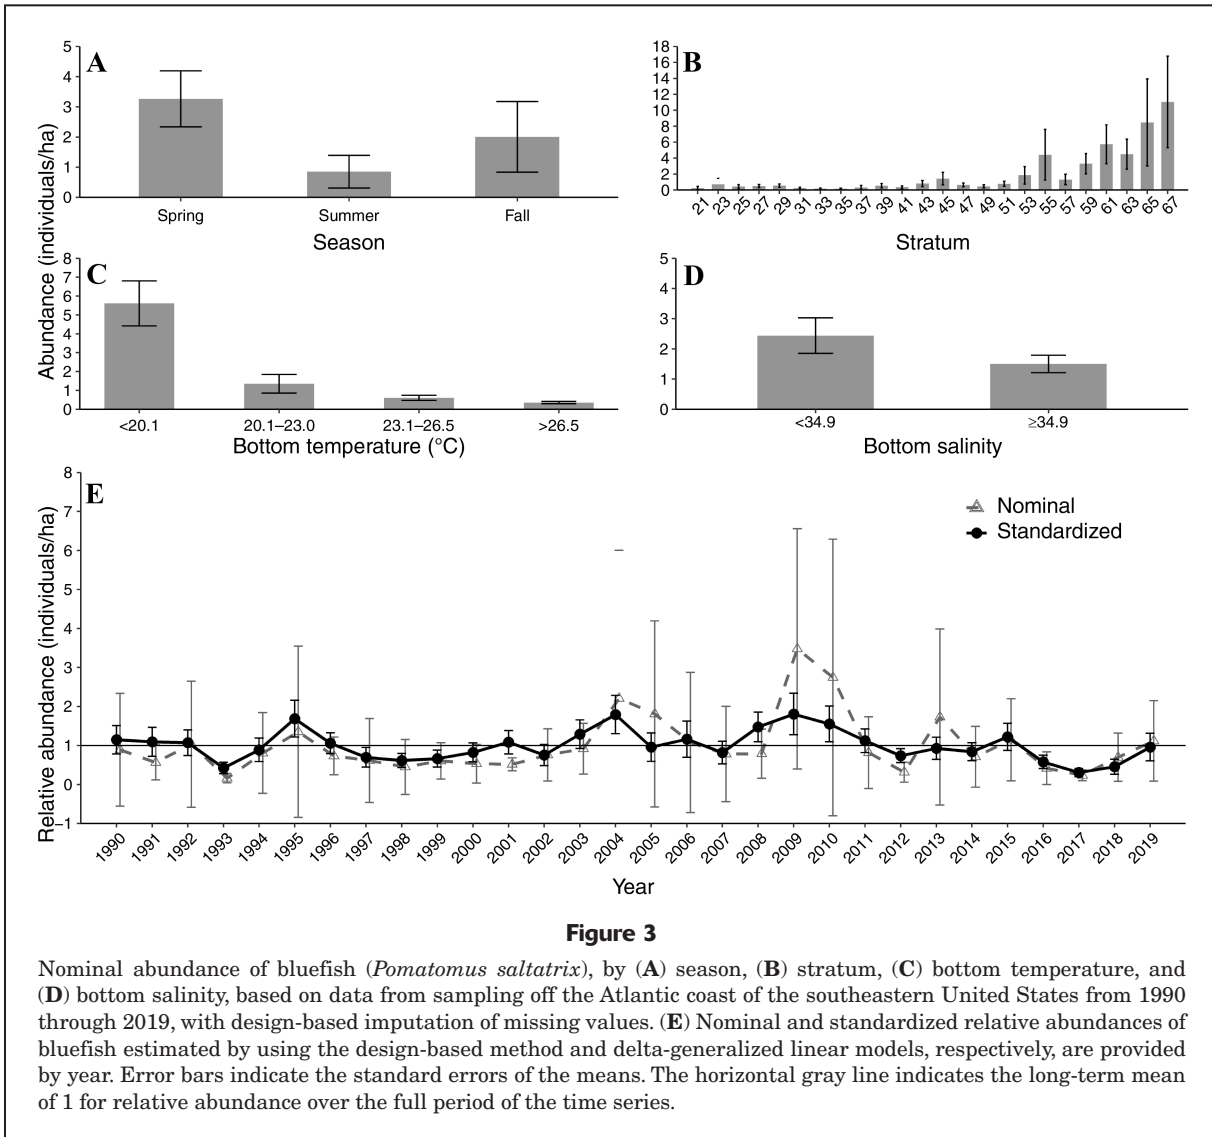 A
5
4
3
2
1
0
Spring Summer Fall
Season
B
18
16
14
12
10
8
6
4
2
0
21 23 25 27 29 31 33 35 37 39 41 43 45 47 49 51 53 55 57 59 61 63 65 67
Stratum
Abundance (individuals/ha)
C
8
7
6
5
4
3
2
1
0
<20.1 20.1–23.0 23.1–26.5 >26.5
Bottom temperature (°C)
D
5
4
3
2
1
0
<34.9 ≥34.9
Bottom salinity
E
8
7
6
5
4
3
2
1
0
–1
Relative abundance (individuals/ha)
Nominal
Standardized
1990 1991 1992 1993 1994 1995 1996 1997 1998 1999 2000 2001 2002 2003 2004 2005 2006 2007 2008 2009 2010 2011 2012 2013 2014 2015 2016 2017 2018 2019
Year
Figure 3
Nominal abundance of bluefish (Pomatomus saltatrix), by (A) season, (B) stratum, (C) bottom temperature, and
(D) bottom salinity, based on data from sampling off the Atlantic coast of the southeastern United States from 1990
through 2019, with design-based imputation of missing values. (E) Nominal and standardized relative abundances of
bluefish estimated by using the design-based method and delta-generalized linear models, respectively, are provided
by year. Error bars indicate the standard errors of the means. The horizontal gray line indicates the long-term mean
of 1 for relative abundance over the full period of the time series.